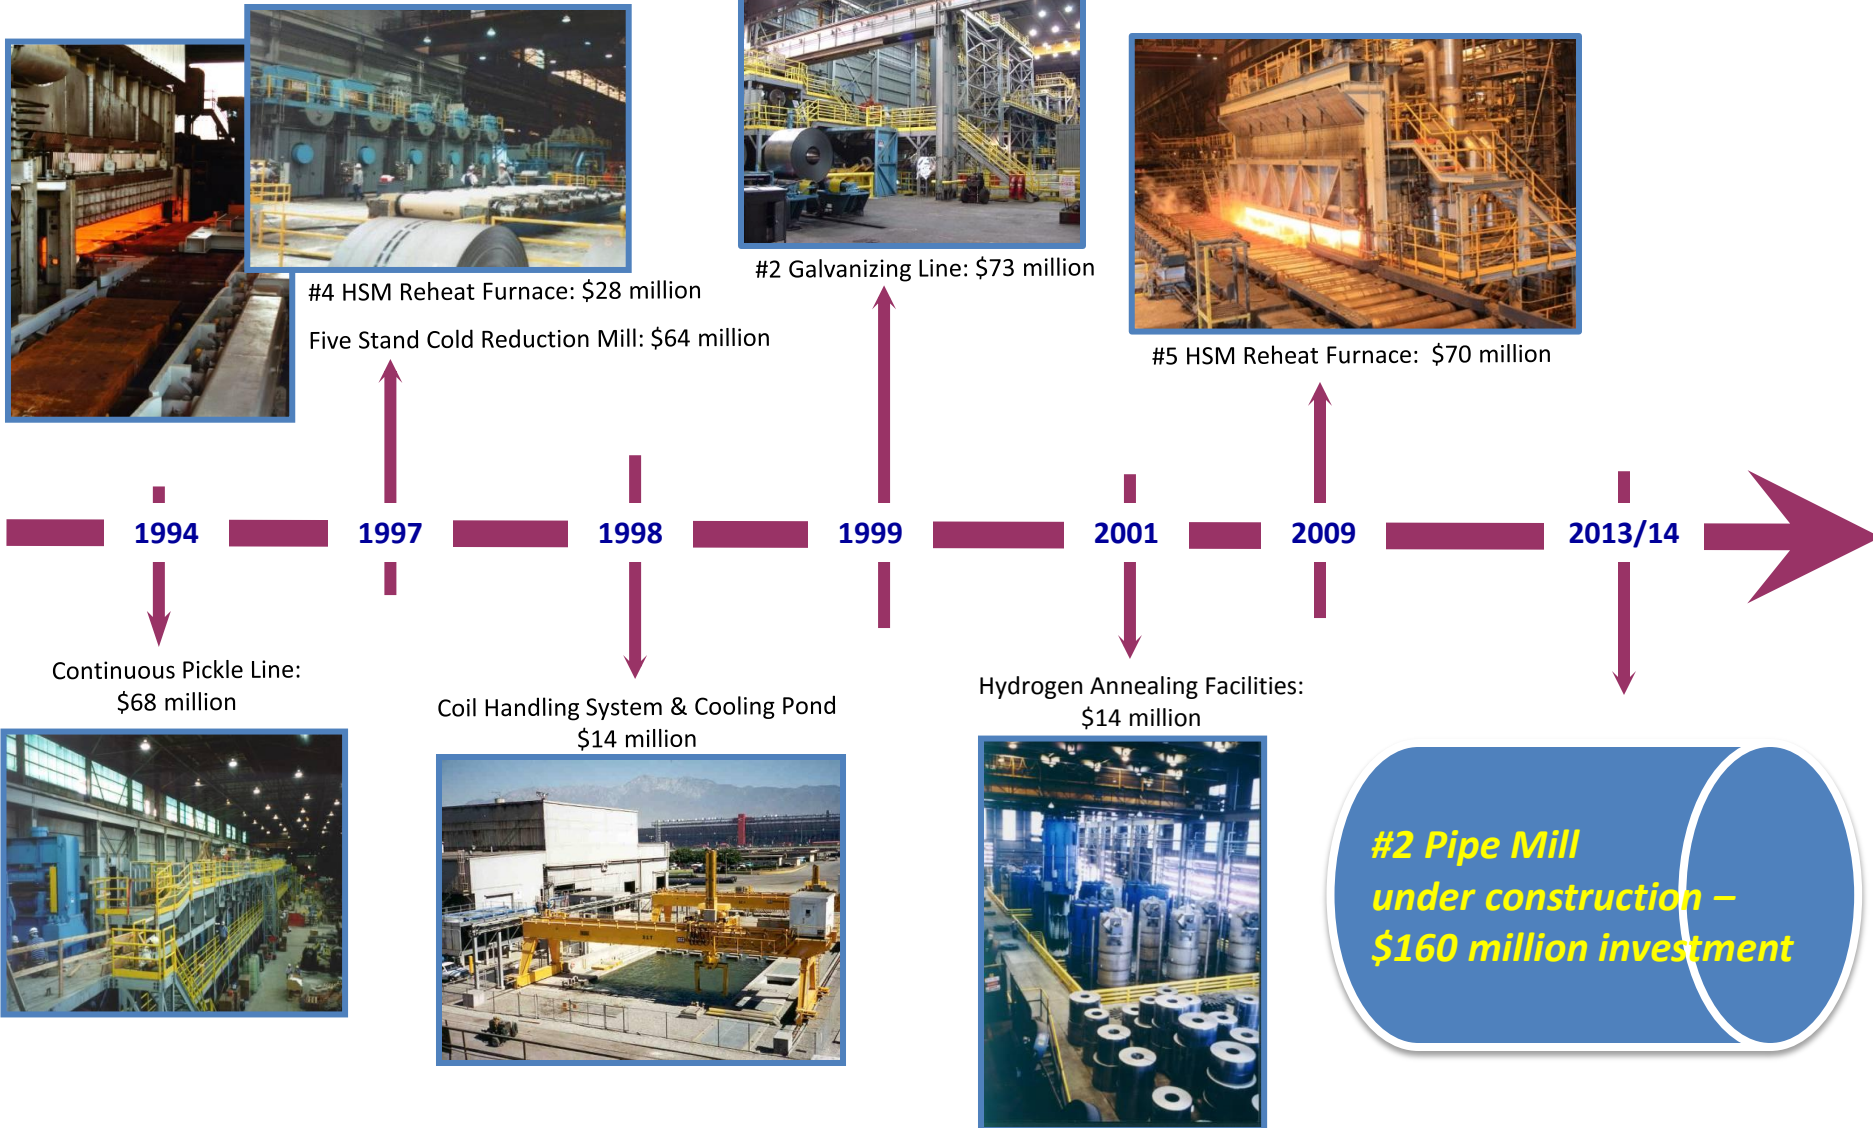 #4 HSM Reheat Furnace: $28 million
Five Stand Cold Reduction Mill: $64 million
#2 Galvanizing Line: $73 million
#5 HSM Reheat Furnace:  $70 million
1994
1997
1998
1999
2001
2009
2013/14
Continuous Pickle Line:
$68 million
Coil Handling System & Cooling Pond
$14 million
Hydrogen Annealing Facilities:
$14 million
#2 Pipe Mill
under construction –
$160 million investment